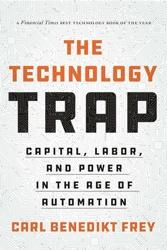 A Financial Times BEST TECHNOLOGY BOOK OF THE YEAR
THE
TECHNOLOGY
TRAP
CAPITAL, LABOR,
AND POWER
IN THE AGE OF
AUTOMATION
CARL BENEDIKT FREY